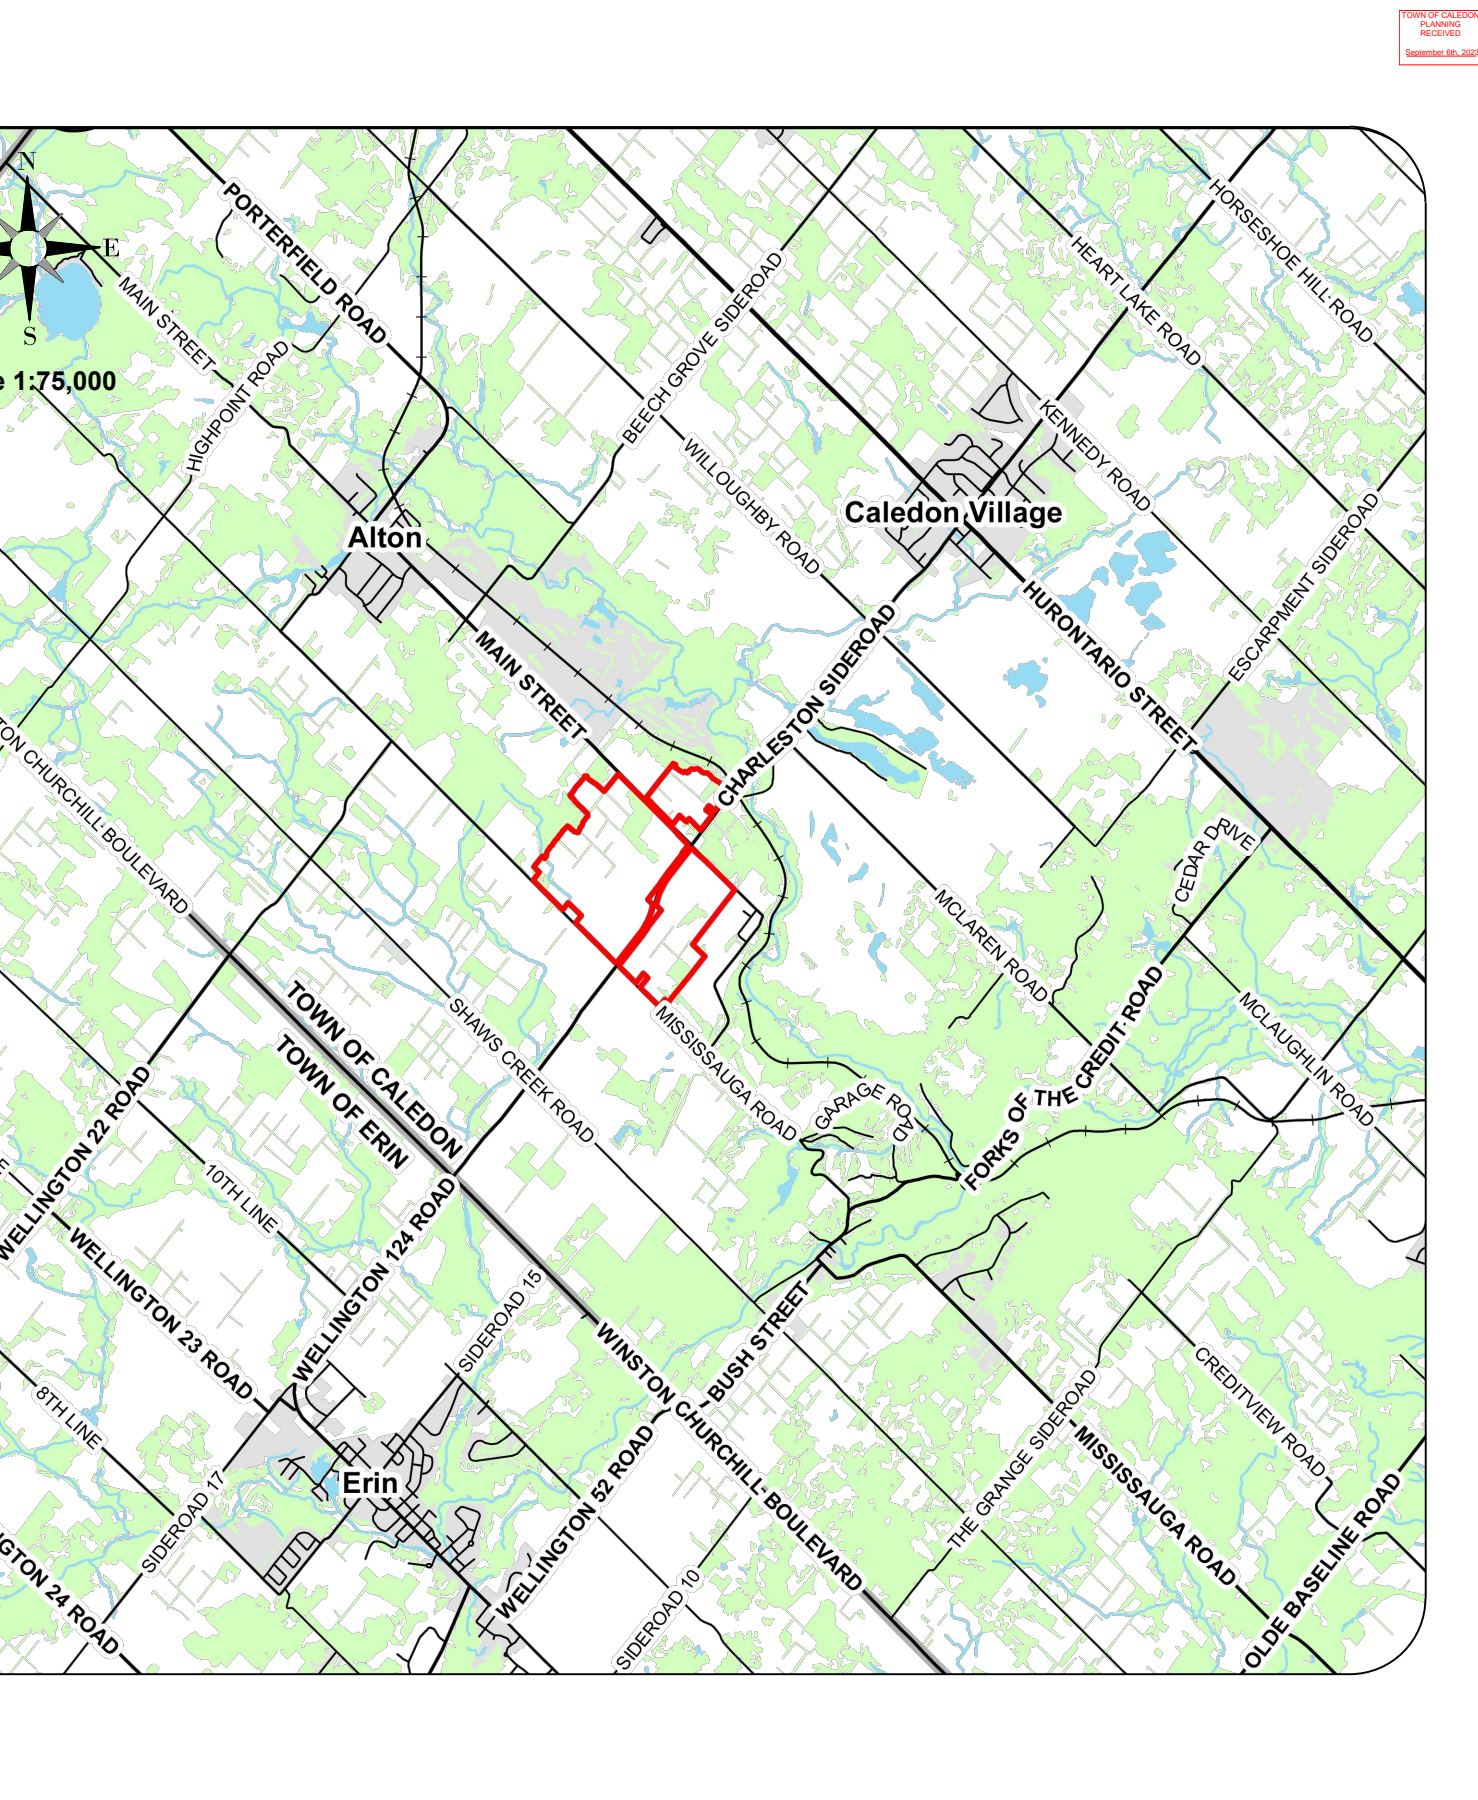 TOWN OF CALEDON
PLANNING
RECEIVED
September 6th, 2023
N
E
S
1:75,000
PORTERFIELD ROAD
MAIN STREET
HIGHPOINT ROAD
BEECH GROVE SIDEROAD
WILLOUGHBY ROAD
HORSESHOE HILL ROAD
HEART LAKE ROAD
KENNEDY ROAD
Caledon Village
Alton
ESCARPMENT SIDEROAD
HURONTARIO STREET
CHARLESTON SIDEROAD
MAIN STREET
TON CHURCHILL BOULEVARD
CEDAR DRIVE
MCLAREN ROAD
MCLAUGHLIN ROAD
TOWN OF CALEDON
TOWN OF ERIN
SHAWS CREEK ROAD
MISSISSAUGA ROAD
GARAGE ROAD
FORKS OF THE CREDIT ROAD
WELLINGTON 22 ROAD
10TH LINE
WELLINGTON 124 ROAD
WELLINGTON 23 ROAD
SIDEROAD 15
BUSH STREET
WINSTON CHURCHILL BOULEVARD
8TH LINE
Erin
SIDEROAD 17
WELLINGTON 52 ROAD
THE GRANGE SIDEROAD
CREDITVIEW ROAD
MISSISSAUGA ROAD
OLDE BASELINE ROAD
SIDEROAD 10
NGTON 24 ROAD